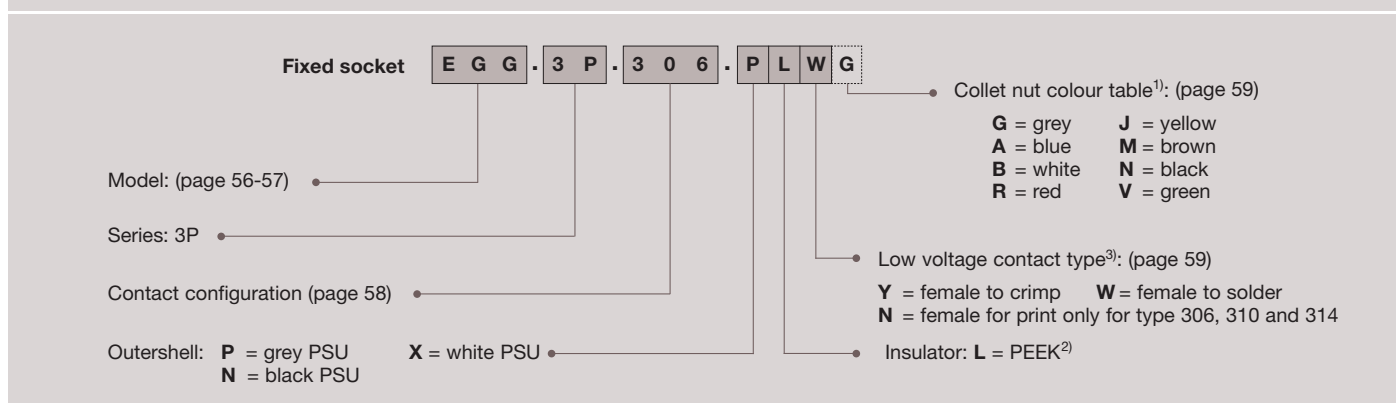 Fixed socket E G G . 3 P . 3 0 6 . P L W G
Collet nut colour table1): (page 59)
G = grey J = yellow
A = blue M = brown
B = white N = black
R = red V = green
Model: (page 56-57)
Series: 3P
Low voltage contact type3): (page 59)
Y = female to crimp W = female to solder
N = female for print only for type 306, 310 and 314
Contact configuration (page 58)
Outershell: P = grey PSU X = white PSU
N = black PSU
Insulator: L = PEEK2)